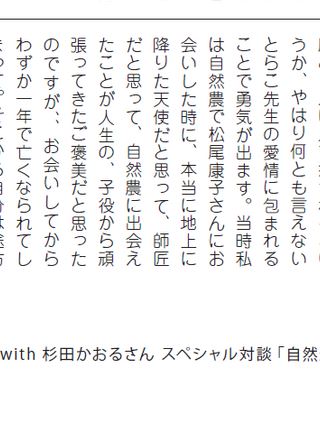 うか、やはり何とも言えない
とらこ先生の愛情に包まれる
ことで勇気が出ます。当時私
は自然農で松尾康子さんにお
会いした時に、本当に地上に
降りた天使だと思って、師匠
だと思って、自然農に出会え
たことが人生の、子役から頑
張ってきたご褒美だと思った
のですが、お会いしてから
わずか一年で亡くなられてし
with 杉田かおるさん スペシャル対談「自然